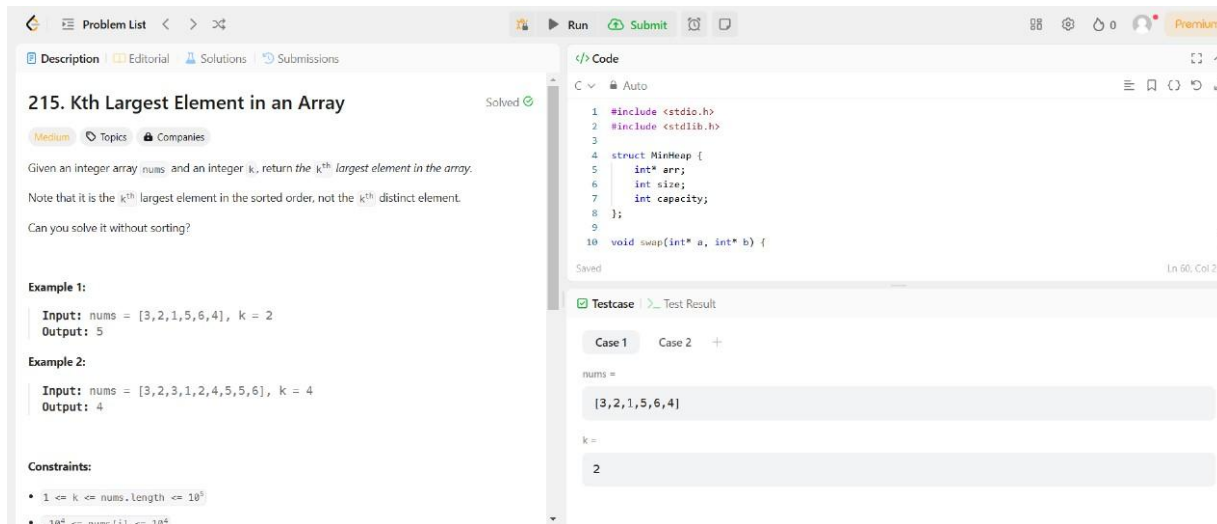 Problem List
Run
Submit
0
Premium
Description
Editorial
Solutions
Submissions
215. Kth Largest Element in an Array
Solved
Medium
Topics
Companies
Given an integer array nums and an integer k, return the kth largest element in the array.
Note that it is the kth largest element in the sorted order, not the kth distinct element.
Can you solve it without sorting?
Example 1:
Input: nums = [3,2,1,5,6,4], k = 2
Output: 5
Example 2:
Input: nums = [3,2,3,1,2,4,5,5,6], k = 4
Output: 4
Constraints:
• 1 <= k <= nums.length <= 10⁵
• -10⁴ <= nums[i] <= 10⁴
</> Code
C
Auto
1 #include <stdio.h>
2 #include <stdlib.h>
3
4 struct MinHeap {
5 int* arr;
6 int size;
7 int capacity;
8 };
9
10 void swap(int* a, int* b) {
Saved
Ln 60, Col 2
Testcase
>_ Test Result
Case 1
Case 2
+
nums =
[3,2,1,5,6,4]
k =
2